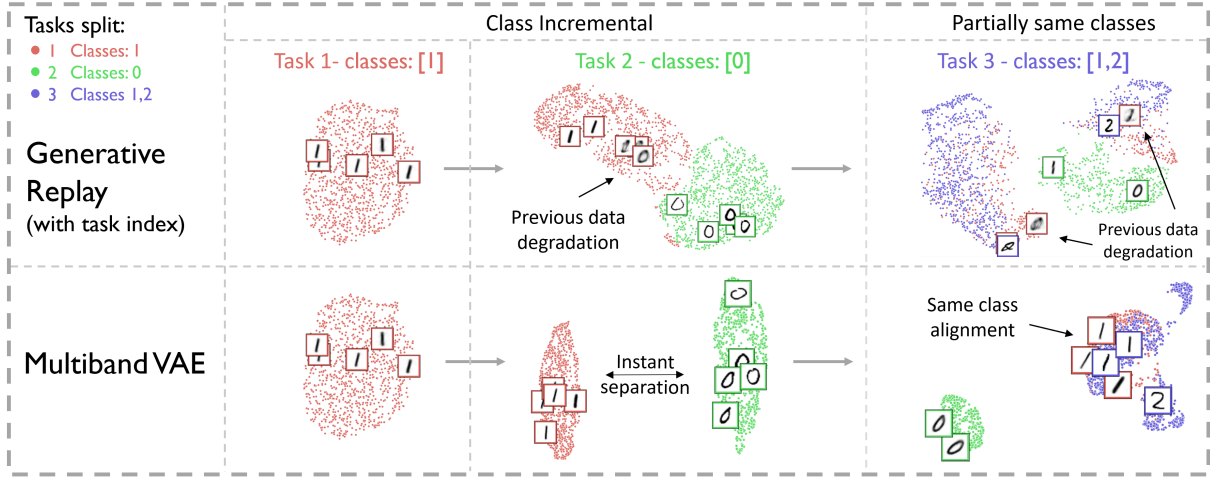 Tasks split:
1 Classes: 1
2 Classes: 0
3 Classes 1,2
Class Incremental
Partially same classes
Task 1- classes: [1]
Task 2 - classes: [0]
Task 3 - classes: [1,2]
Generative
Replay
(with task index)
Previous data
degradation
Previous data
degradation
Multiband VAE
Instant
separation
Same class
alignment